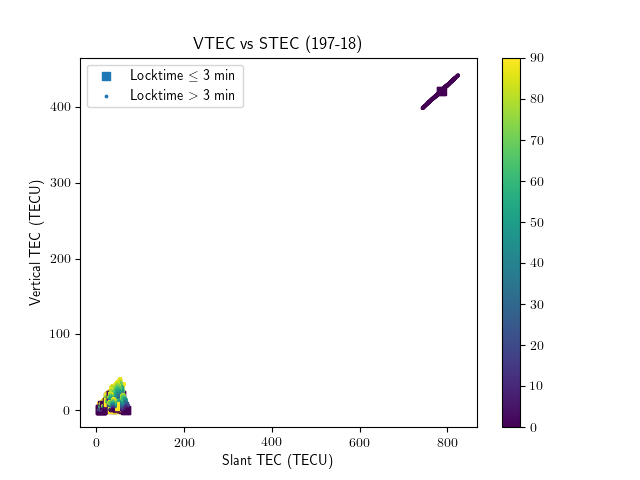 VTEC vs STEC (197-18)
Locktime ≤ 3 min
Locktime > 3 min
400
300
200
100
0
Vertical TEC (TECU)
0 200 400 600 800
Slant TEC (TECU)
90
80
70
60
50
40
30
20
10
0